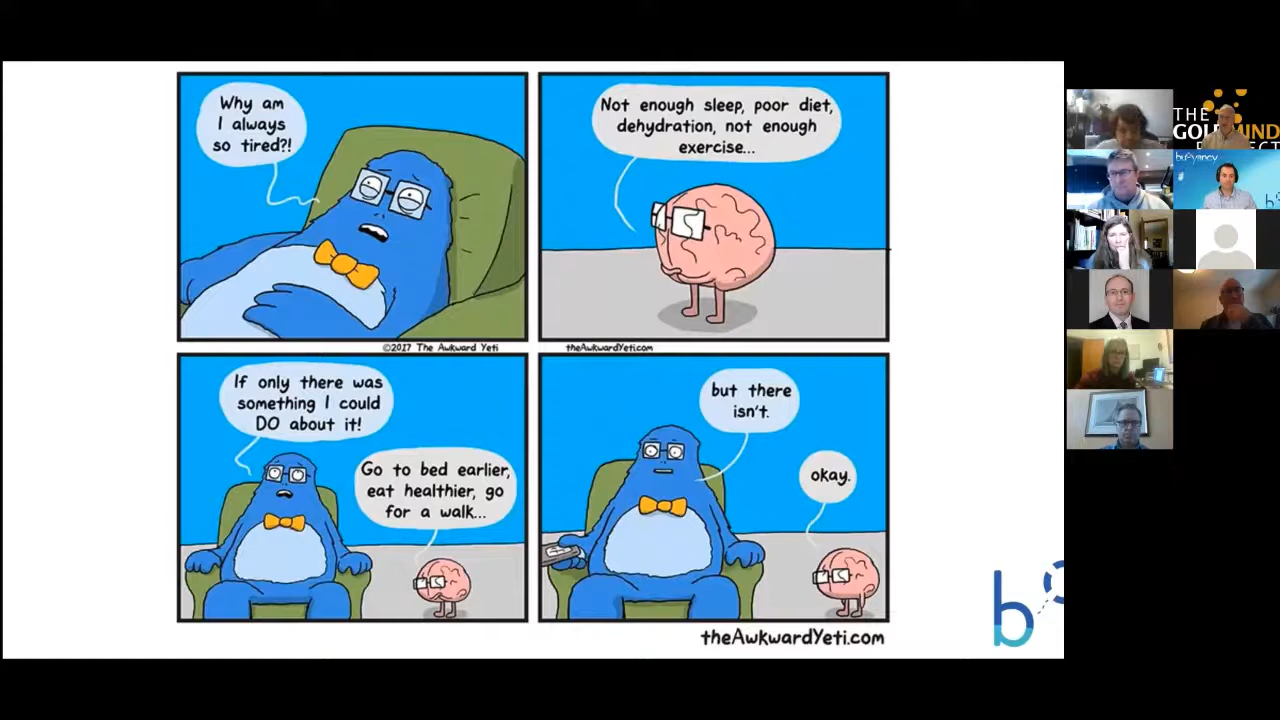 Why am
I always
so tired?!
Not enough sleep, poor diet,
dehydration, not enough
exercise...
©2017 The Awkward Yeti
theAwkwardYeti.com
If only there was
something I could
DO about it!
Go to bed earlier,
eat healthier, go
for a walk...
but there
isn't.
okay.
theAwkwardYeti.com
b
THE